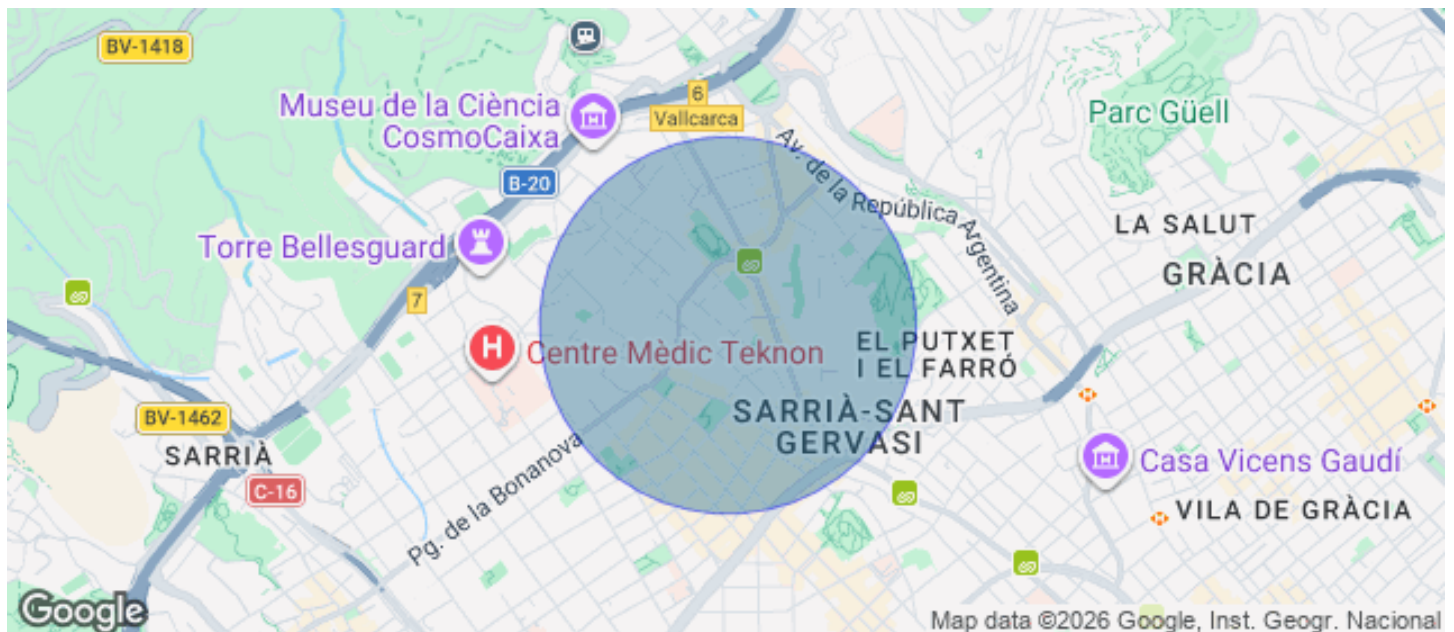 BV-1418
Museu de la Ciència
CosmoCaixa
6
Vallcarca
Parc Güell
B-20
Av. de la República Argentina
Torre Bellesguard
LA SALUT
GRÀCIA
7
H
Centre Mèdic Teknon
EL PUTXET
I EL FARRÓ
BV-1462
SARRIÀ
SARRIÀ-SANT
GERVASI
Casa Vicens Gaudí
C-16
Pg. de la Bonanova
VILA DE GRÀCIA
Google
Map data ©2026 Google, Inst. Geogr. Nacional